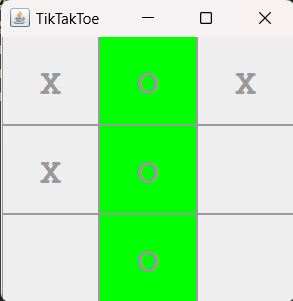 TikTakToe
X O X
X O
O